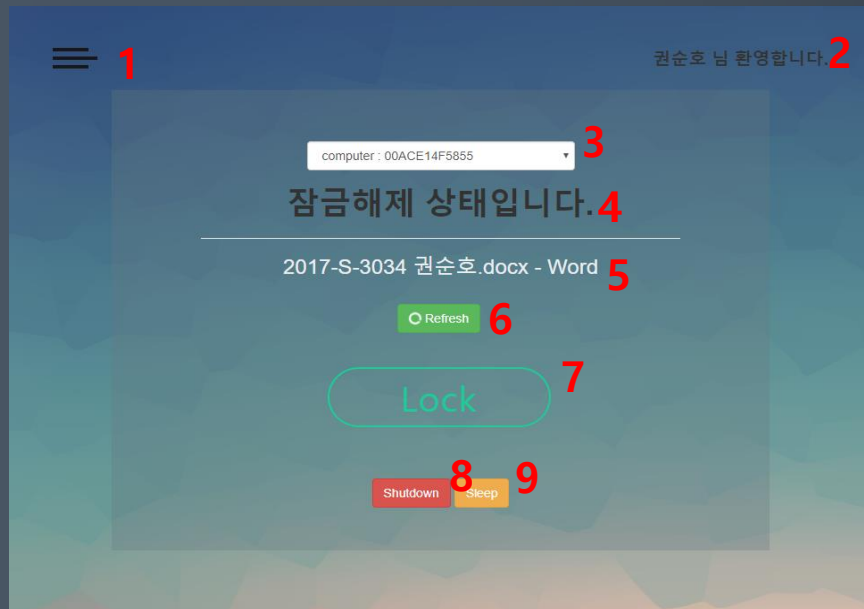 1
권순호 님 환영합니다. 2
computer : 00ACE14F5855 3
잠금해제 상태입니다. 4
2017-S-3034 권순호.docx - Word 5
Refresh 6
Lock 7
Shutdown 8 Sleep 9